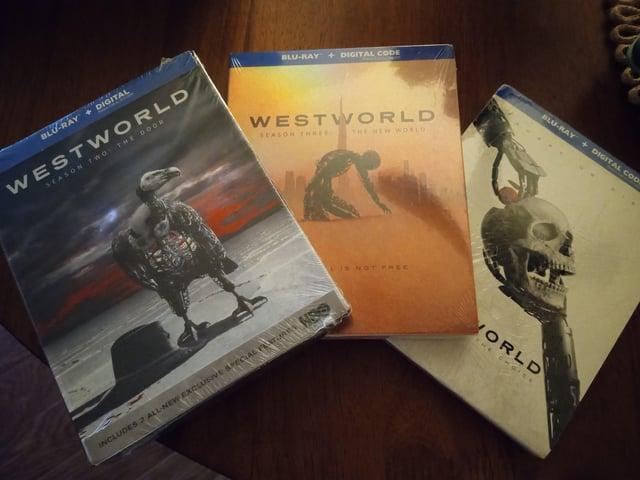 BLU-RAY + DIGITAL
WESTWORLD
SEASON TWO: THE DOOR
INCLUDES 2 ALL-NEW EXCLUSIVE SPECIAL FEATURES
HBO
BLU-RAY + DIGITAL CODE
WESTWORLD
SEASON THREE: THE NEW WORLD
IS NOT FREE
BLU-RAY + DIGITAL CODE
WORLD